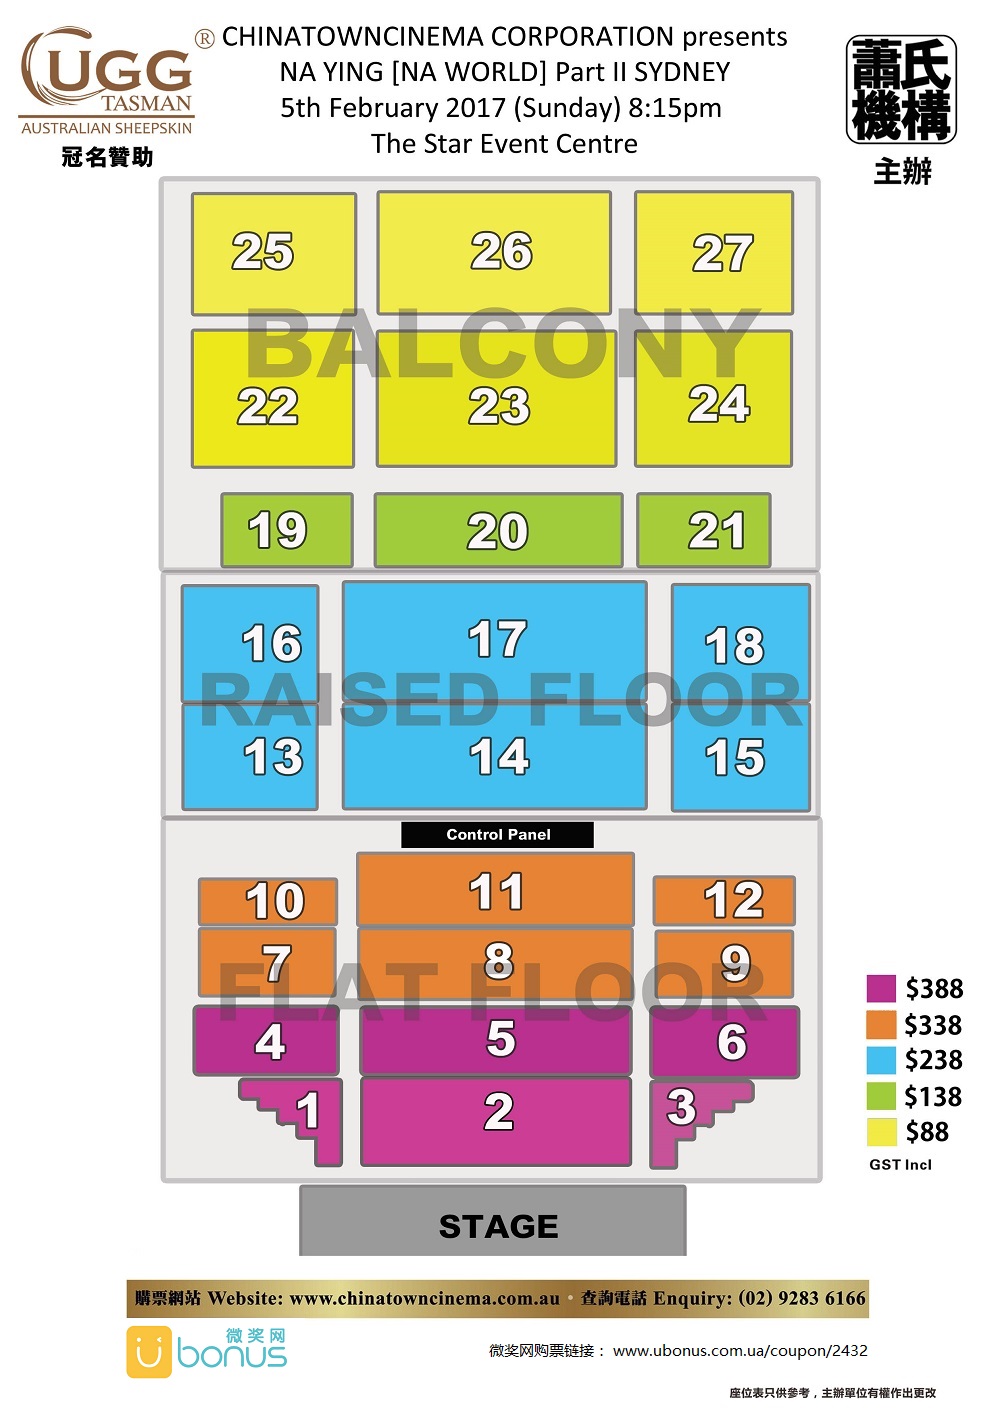 UGG
®
TASMAN
AUSTRALIAN SHEEPSKIN
冠名贊助
CHINATOWNCINEMA CORPORATION presents
NA YING [NA WORLD] Part II SYDNEY
5th February 2017 (Sunday) 8:15pm
The Star Event Centre
蕭氏
機構
主辦
25 26 27
BALCONY
22 23 24
19 20 21
16 17 18
RAISED FLOOR
13 14 15
Control Panel
10 11 12
7 8 9
FLAT FLOOR
4 5 6
1 2 3
$388
$338
$238
$138
$88
GST Incl
STAGE
購票網站 Website: www.chinatowncinema.com.au • 查詢電話 Enquiry: (02) 9283 6166
微奖网
ubonus
微奖网购票链接： www.ubonus.com.ua/coupon/2432
座位表只供參考，主辦單位有權作出更改